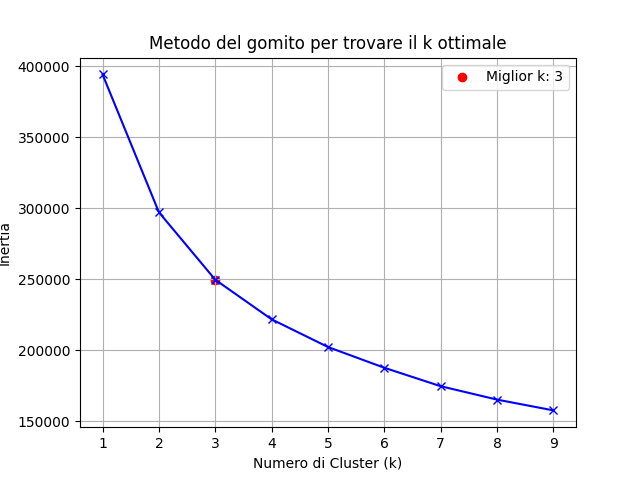 Metodo del gomito per trovare il k ottimale
Miglior k: 3
400000
350000
300000
250000
200000
150000
Inertia
1 2 3 4 5 6 7 8 9
Numero di Cluster (k)